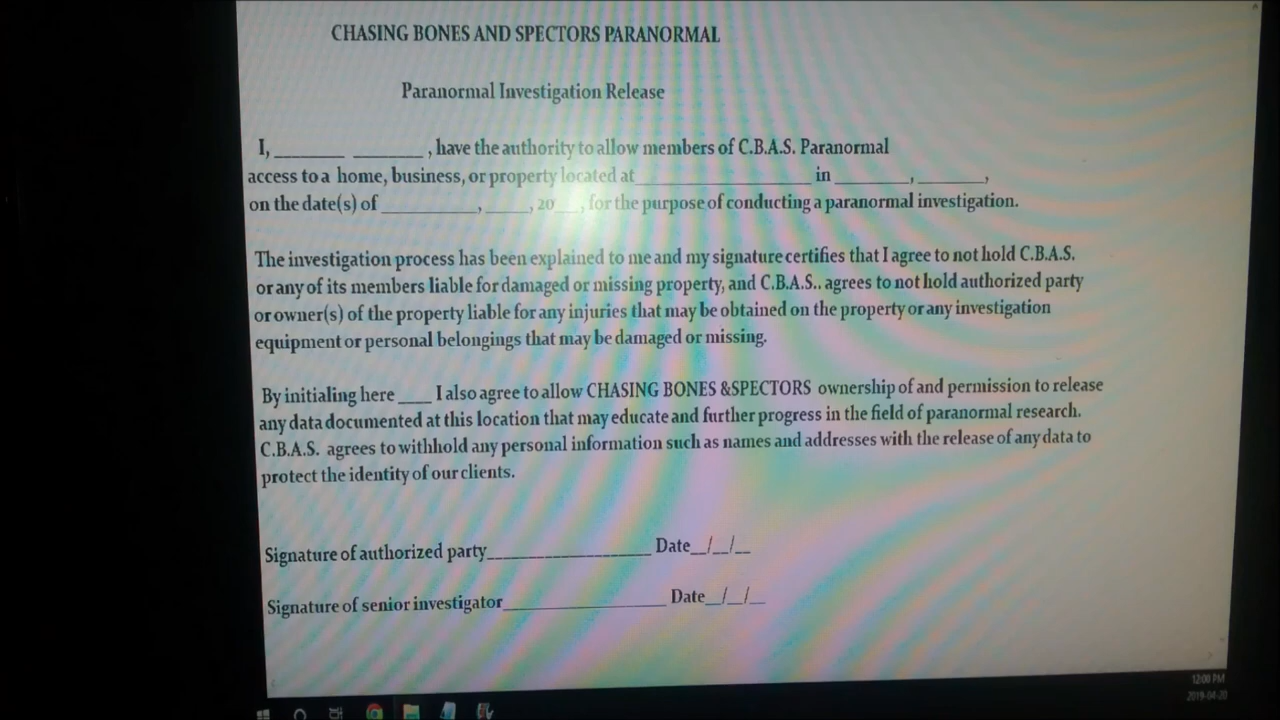 CHASING BONES AND SPECTORS PARANORMAL
Paranormal Investigation Release
I, _______ _______, have the authority to allow members of C.B.A.S. Paranormal
access to a home, business, or property located at__________________ in ________, _______,
on the date(s) of __________, ____, 20___, for the purpose of conducting a paranormal investigation.
The investigation process has been explained to me and my signature certifies that I agree to not hold C.B.A.S.
or any of its members liable for damaged or missing property, and C.B.A.S.. agrees to not hold authorized party
or owner(s) of the property liable for any injuries that may be obtained on the property or any investigation
equipment or personal belongings that may be damaged or missing.
By initialing here ___ I also agree to allow CHASING BONES &SPECTORS ownership of and permission to release
any data documented at this location that may educate and further progress in the field of paranormal research.
C.B.A.S. agrees to withhold any personal information such as names and addresses with the release of any data to
protect the identity of our clients.
Signature of authorized party_________________ Date__/__/__
Signature of senior investigator_________________ Date__/__/__
12:00 PM
2019-04-20